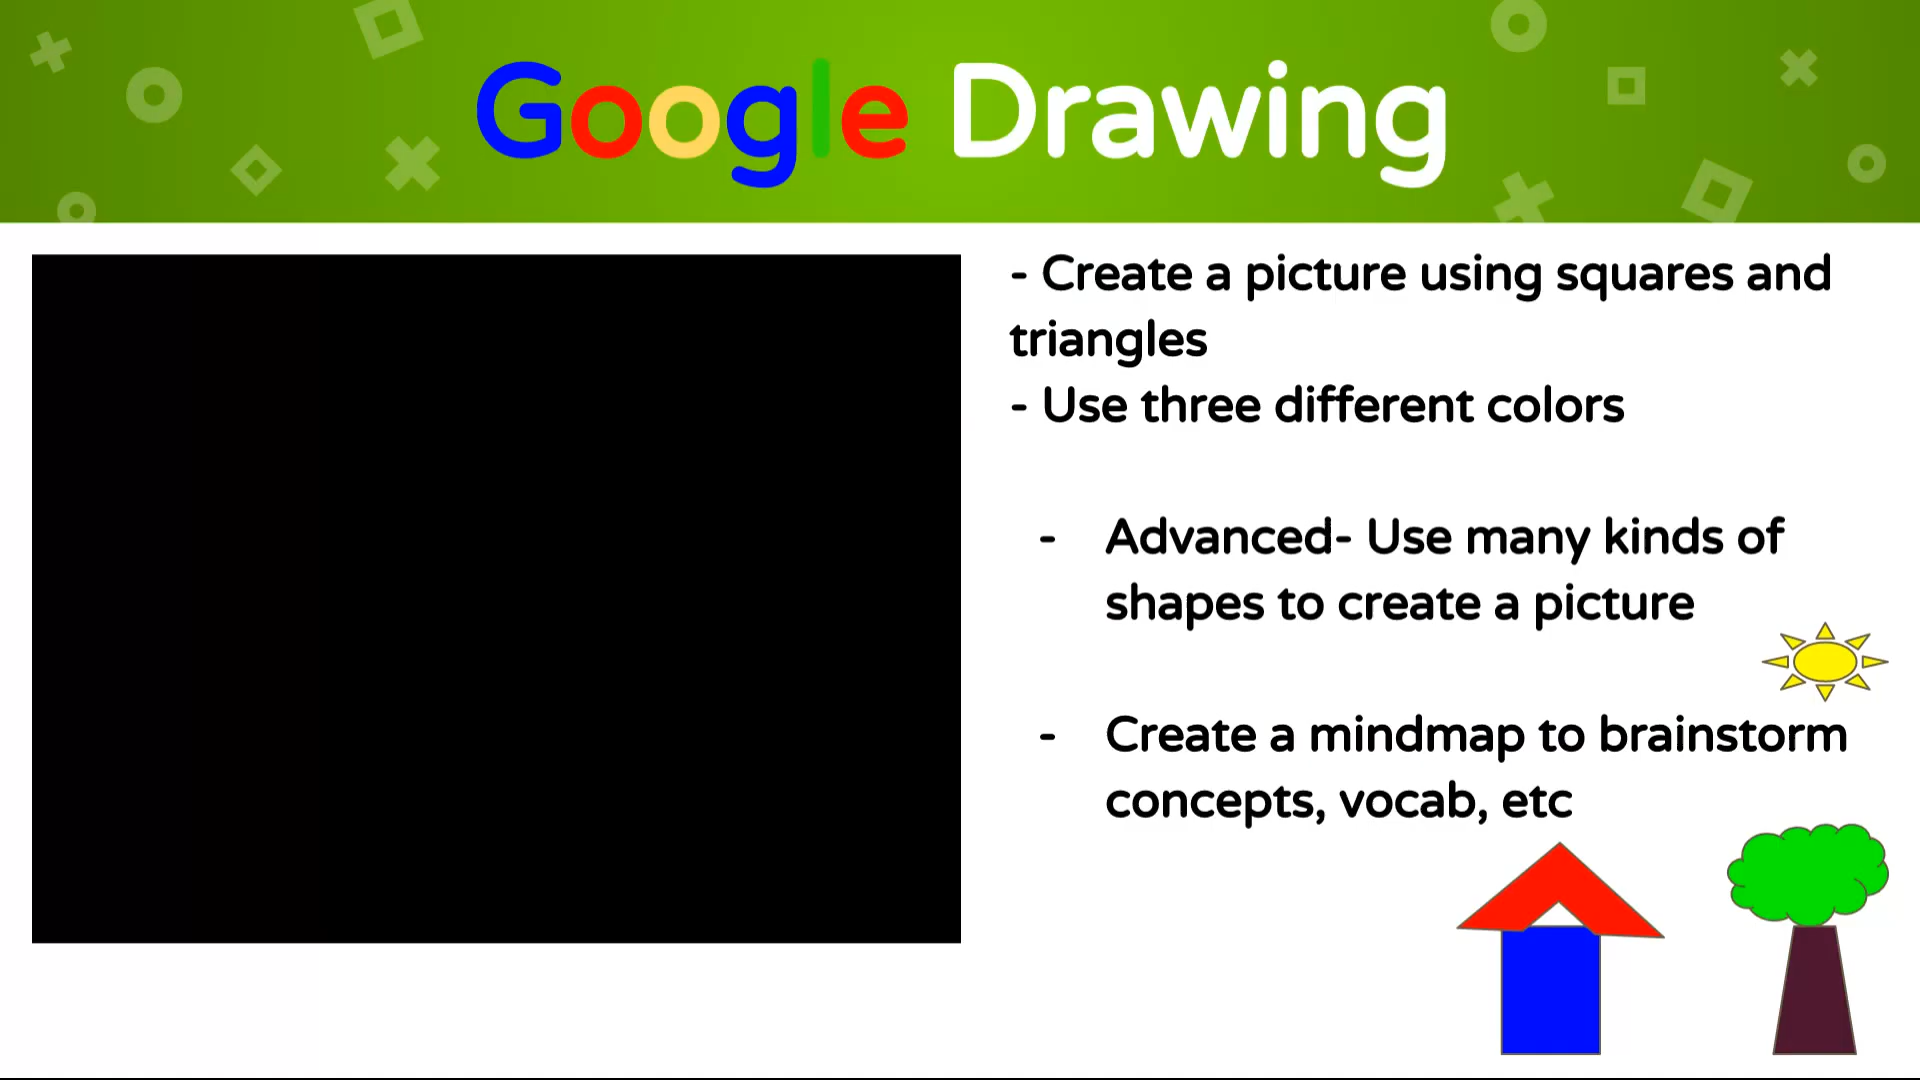 Google Drawing
- Create a picture using squares and
triangles
- Use three different colors
- Advanced- Use many kinds of
shapes to create a picture
- Create a mindmap to brainstorm
concepts, vocab, etc